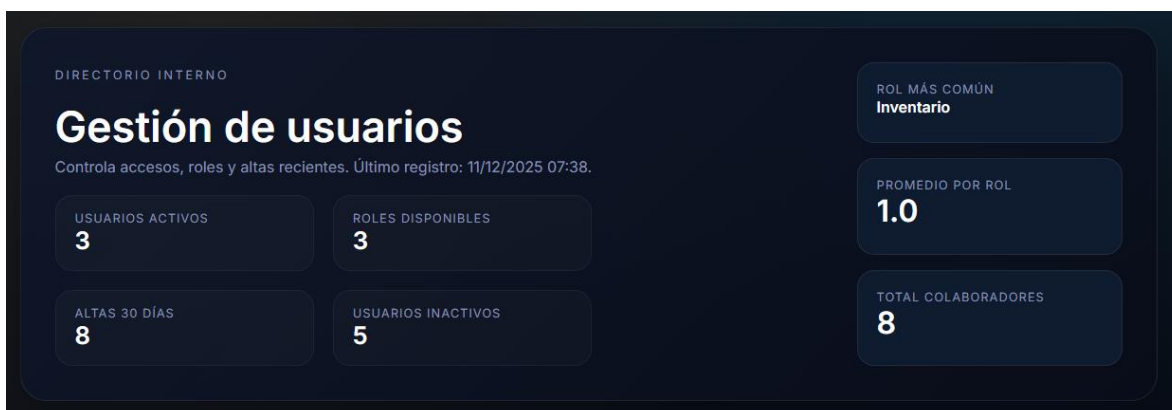 DIRECTORIO INTERNO
Gestión de usuarios
Controla accesos, roles y altas recientes. Último registro: 11/12/2025 07:38.
USUARIOS ACTIVOS
3
ROLES DISPONIBLES
3
ALTAS 30 DÍAS
8
USUARIOS INACTIVOS
5
ROL MÁS COMÚN
Inventario
PROMEDIO POR ROL
1.0
TOTAL COLABORADORES
8